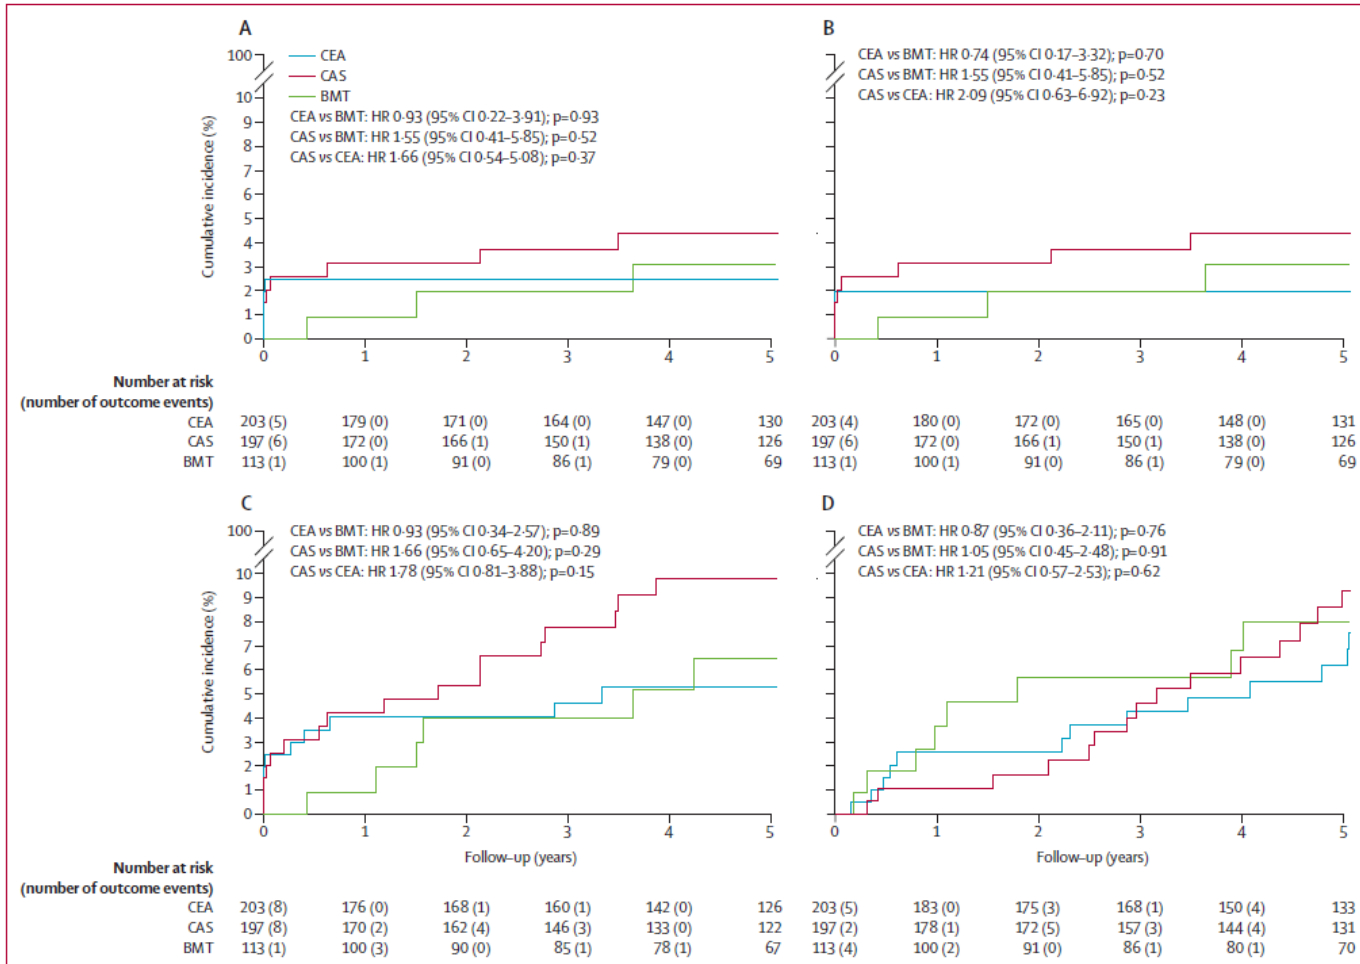 A
100
CEA
CAS
BMT
CEA vs BMT: HR 0·93 (95% CI 0·22–3·91); p=0·93
CAS vs BMT: HR 1·55 (95% CI 0·41–5·85); p=0·52
CAS vs CEA: HR 1·66 (95% CI 0·54–5·08); p=0·37
10
9
8
7
6
5
4
3
2
1
0
Cumulative incidence (%)
0 1 2 3 4 5
B
CEA vs BMT: HR 0·74 (95% CI 0·17–3·32); p=0·70
CAS vs BMT: HR 1·55 (95% CI 0·41–5·85); p=0·52
CAS vs CEA: HR 2·09 (95% CI 0·63–6·92); p=0·23
0 1 2 3 4 5
Number at risk
(number of outcome events)
CEA 203 (5) 179 (0) 171 (0) 164 (0) 147 (0) 130 203 (4) 180 (0) 172 (0) 165 (0) 148 (0) 131
CAS 197 (6) 172 (0) 166 (1) 150 (1) 138 (0) 126 197 (6) 172 (0) 166 (1) 150 (1) 138 (0) 126
BMT 113 (1) 100 (1) 91 (0) 86 (1) 79 (0) 69 113 (1) 100 (1) 91 (0) 86 (1) 79 (0) 69
C
100
CEA vs BMT: HR 0·93 (95% CI 0·34–2·57); p=0·89
CAS vs BMT: HR 1·66 (95% CI 0·65–4·20); p=0·29
CAS vs CEA: HR 1·78 (95% CI 0·81–3·88); p=0·15
10
9
8
7
6
5
4
3
2
1
0
Cumulative incidence (%)
0 1 2 3 4 5
Follow–up (years)
D
CEA vs BMT: HR 0·87 (95% CI 0·36–2·11); p=0·76
CAS vs BMT: HR 1·05 (95% CI 0·45–2·48); p=0·91
CAS vs CEA: HR 1·21 (95% CI 0·57–2·53); p=0·62
0 1 2 3 4 5
Follow–up (years)
Number at risk
(number of outcome events)
CEA 203 (8) 176 (0) 168 (1) 160 (1) 142 (0) 126 203 (5) 183 (0) 175 (3) 168 (1) 150 (4) 133
CAS 197 (8) 170 (2) 162 (4) 146 (3) 133 (0) 122 197 (2) 178 (1) 172 (5) 157 (3) 144 (4) 131
BMT 113 (1) 100 (3) 90 (0) 85 (1) 78 (1) 67 113 (4) 100 (2) 91 (0) 86 (1) 80 (1) 70